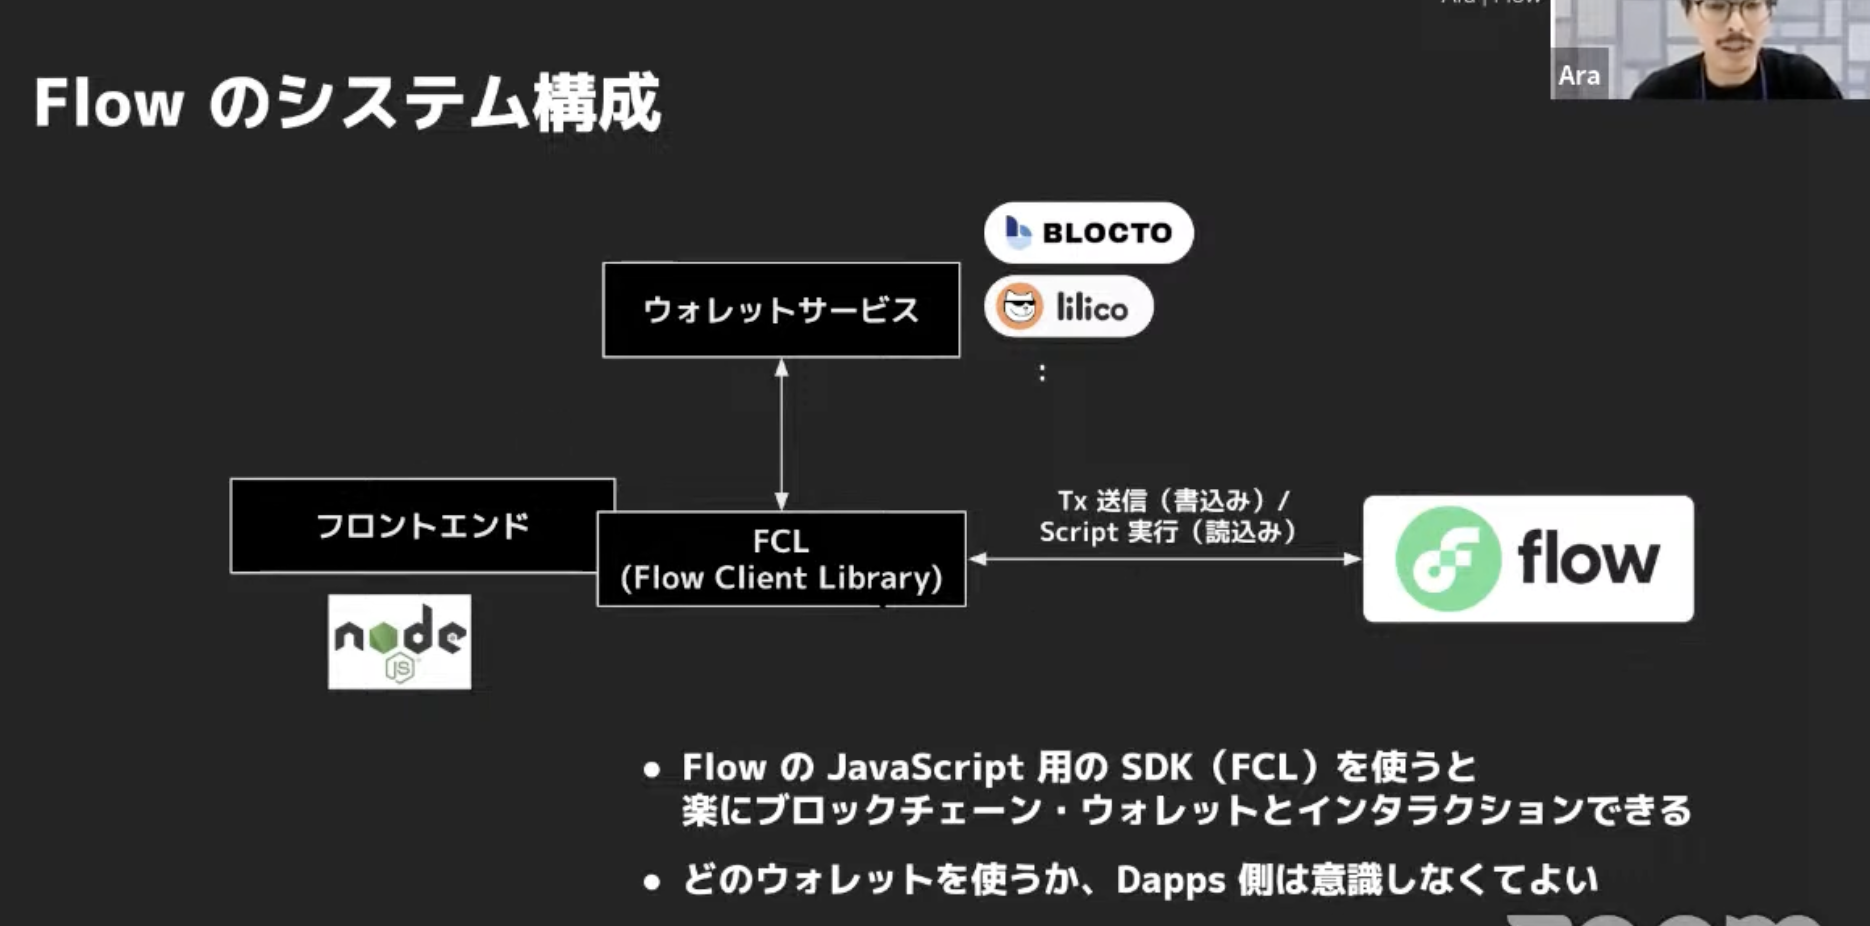 Ara
Flow のシステム構成
BLOCTO
ウォレットサービス
lilico
:
Tx 送信（書込み）/
Script 実行（読込み）
フロントエンド
FCL
(Flow Client Library)
flow
node
JS
● Flow の JavaScript 用の SDK（FCL）を使うと
楽にブロックチェーン・ウォレットとインタラクションできる
● どのウォレットを使うか、Dapps 側は意識しなくてよい
zoom